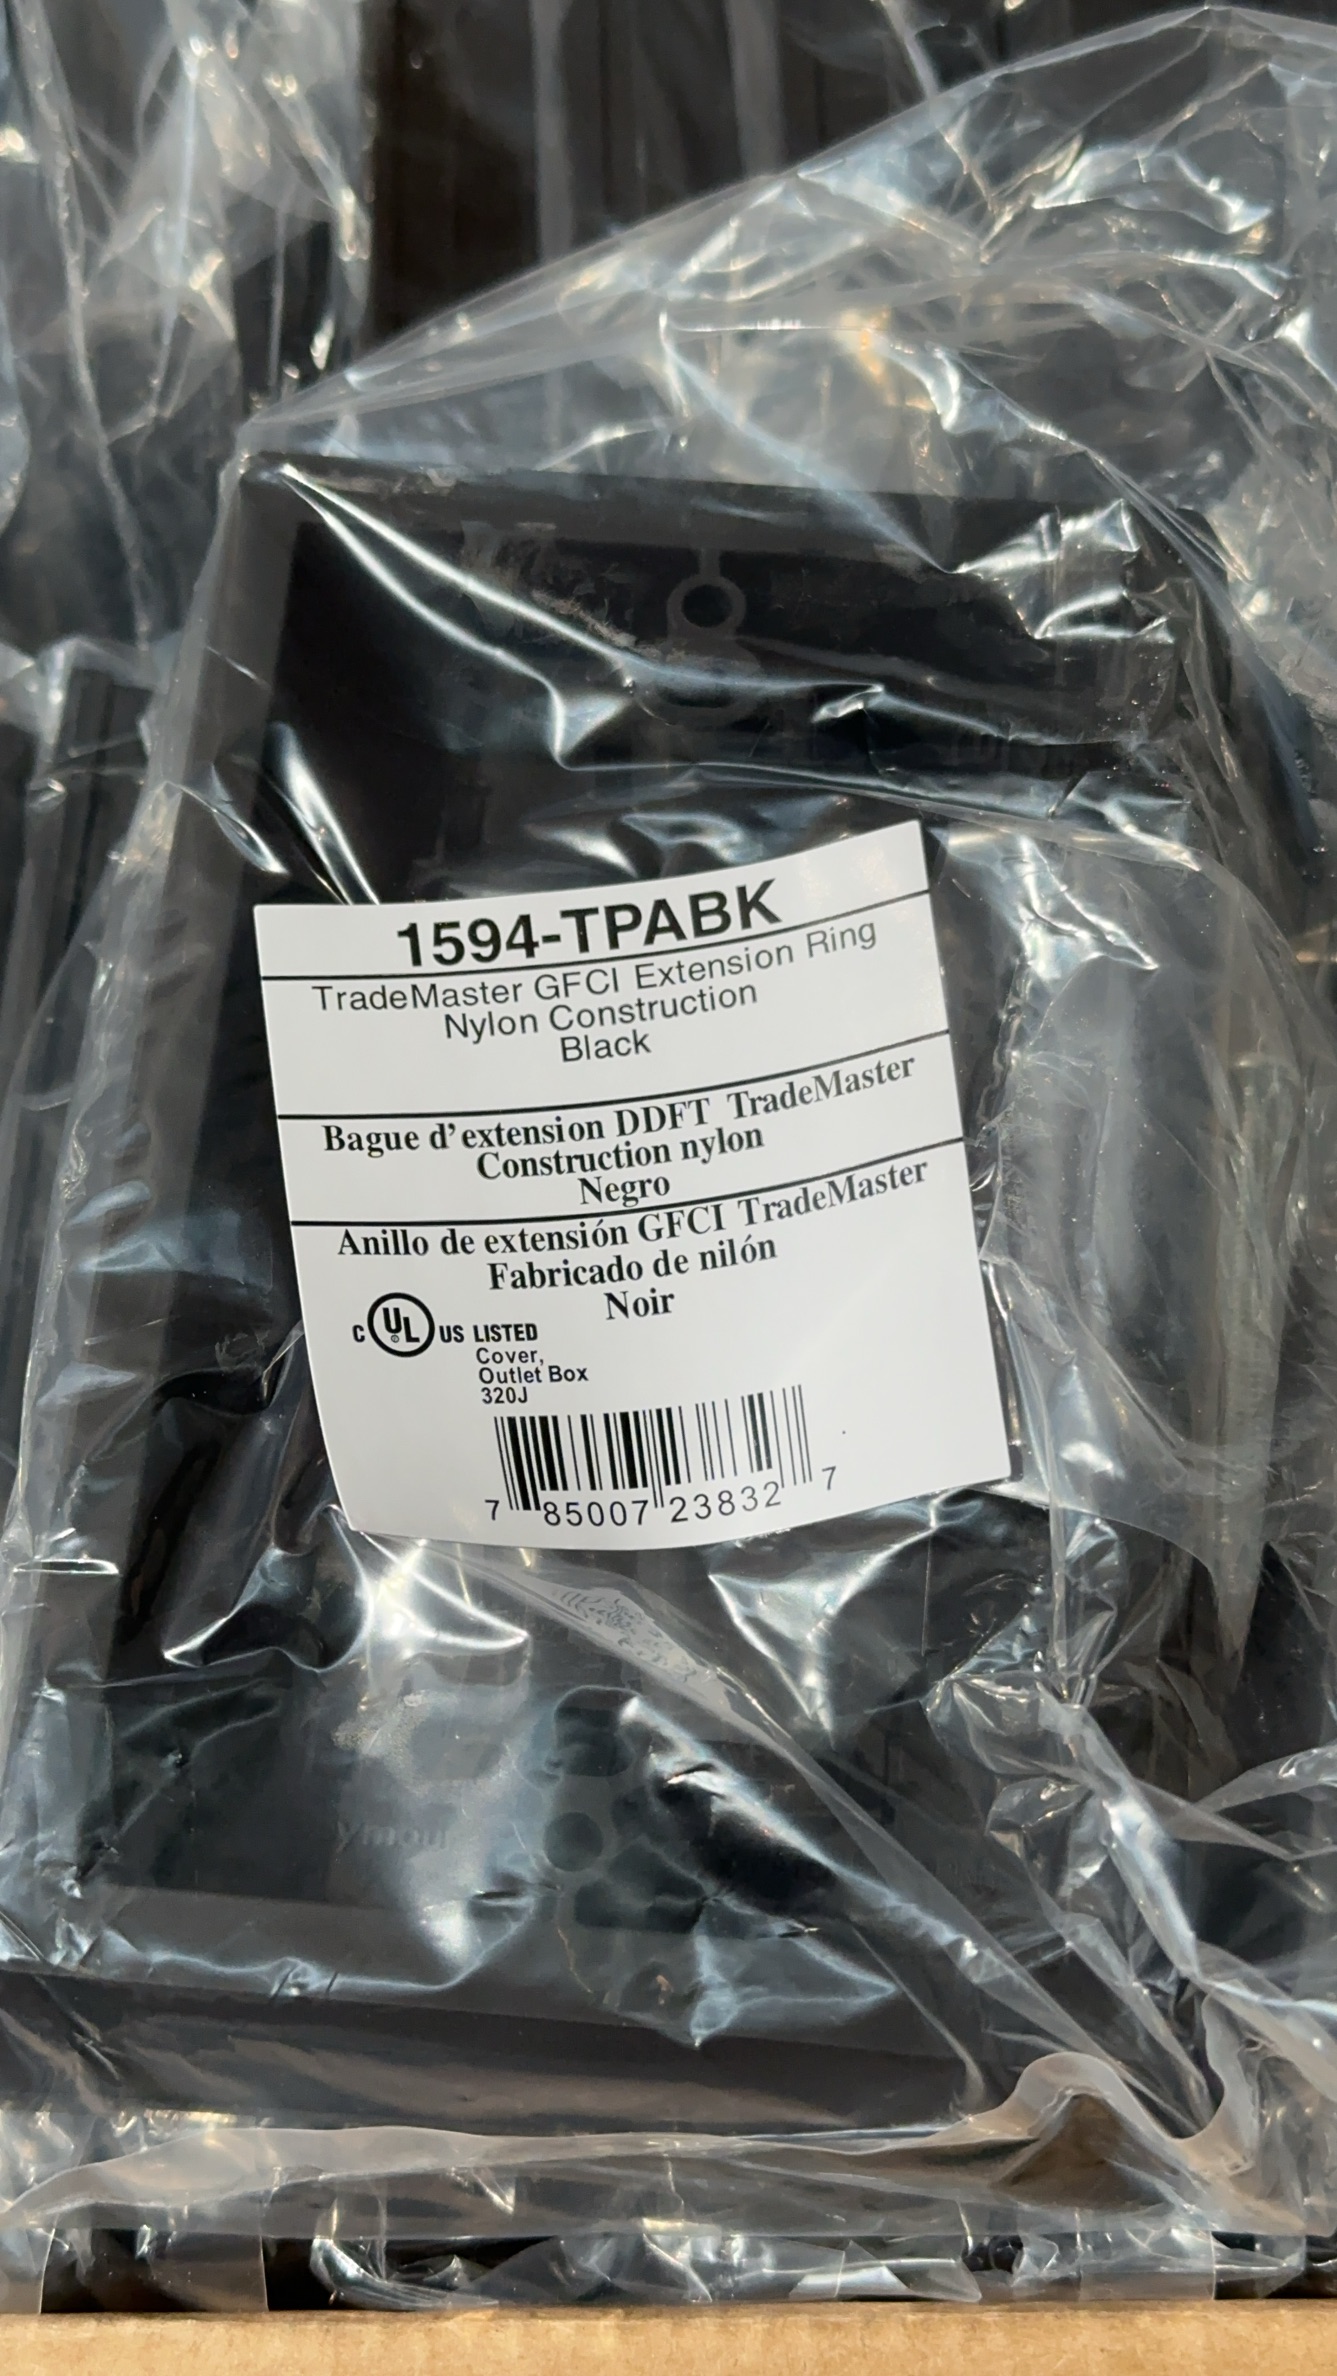 1594-TPABK
TradeMaster GFCI Extension Ring
Nylon Construction
Black
Bague d'extension DDFT TradeMaster
Construction nylon
Negro
Anillo de extensión GFCI TradeMaster
Fabricado de nilón
Noir
C UL US LISTED
Cover,
Outlet Box
320J
7 85007 23832 7